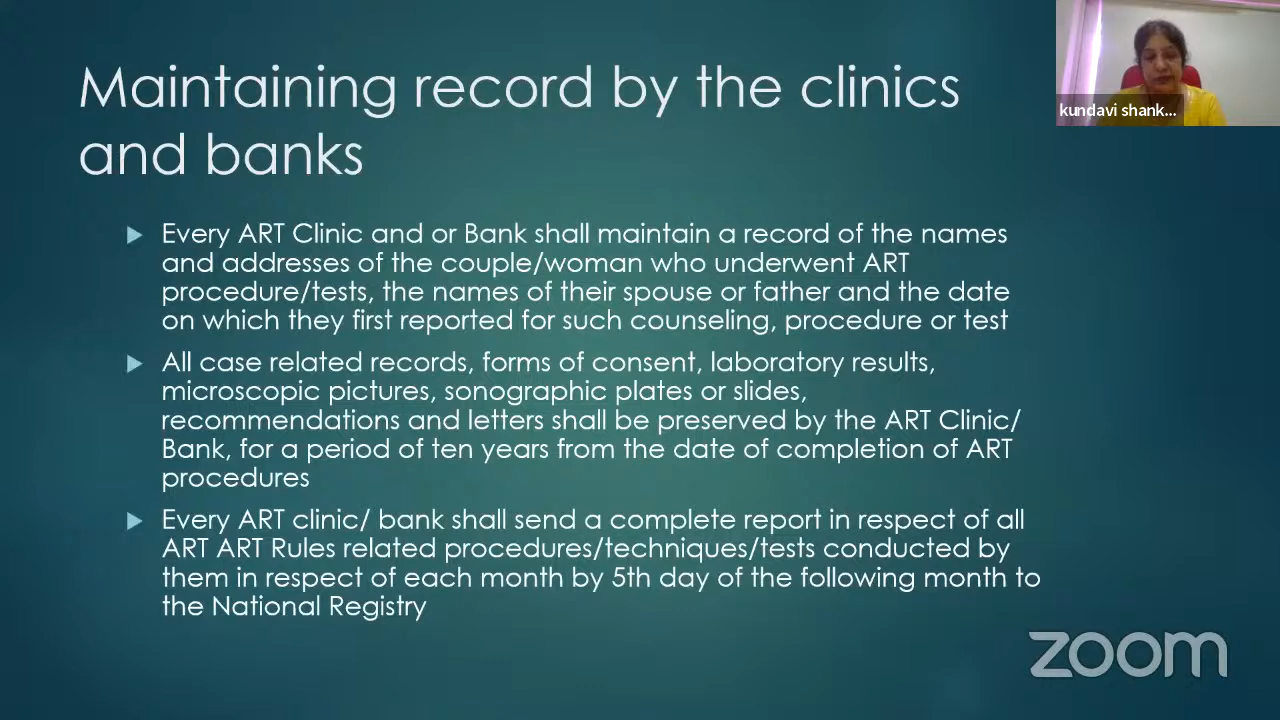 Maintaining record by the clinics
and banks
kundavi shank...
Every ART Clinic and or Bank shall maintain a record of the names
and addresses of the couple/woman who underwent ART
procedure/tests, the names of their spouse or father and the date
on which they first reported for such counseling, procedure or test
All case related records, forms of consent, laboratory results,
microscopic pictures, sonographic plates or slides,
recommendations and letters shall be preserved by the ART Clinic/
Bank, for a period of ten years from the date of completion of ART
procedures
Every ART clinic/ bank shall send a complete report in respect of all
ART ART Rules related procedures/techniques/tests conducted by
them in respect of each month by 5th day of the following month to
the National Registry
zoom